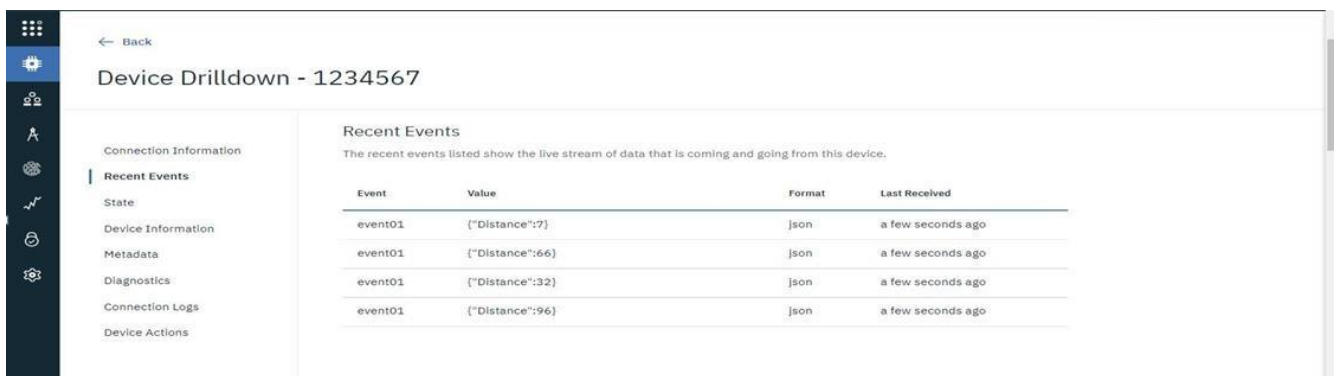 ← Back
Device Drilldown - 1234567
Connection Information
Recent Events
State
Device Information
Metadata
Diagnostics
Connection Logs
Device Actions
Recent Events
The recent events listed show the live stream of data that is coming and going from this device.
Event Value Format Last Received
event01 {"Distance":7} json a few seconds ago
event01 {"Distance":66} json a few seconds ago
event01 {"Distance":32} json a few seconds ago
event01 {"Distance":96} json a few seconds ago